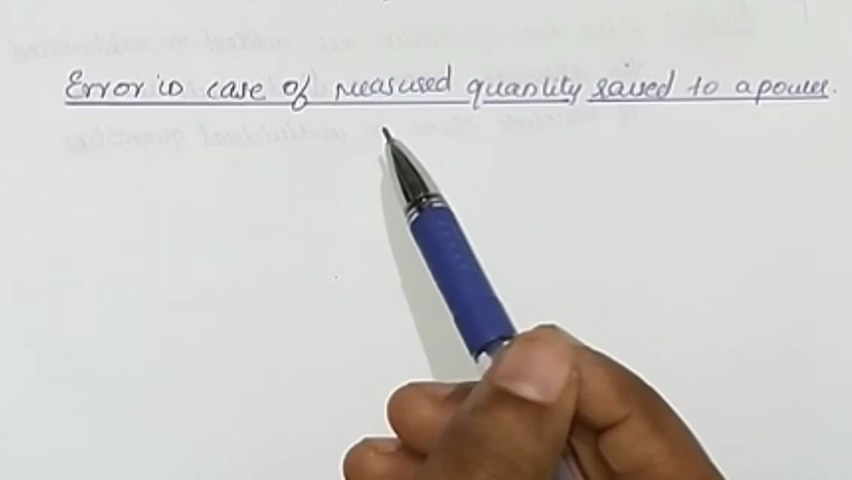 Error in case of measured quantity raised to a power.